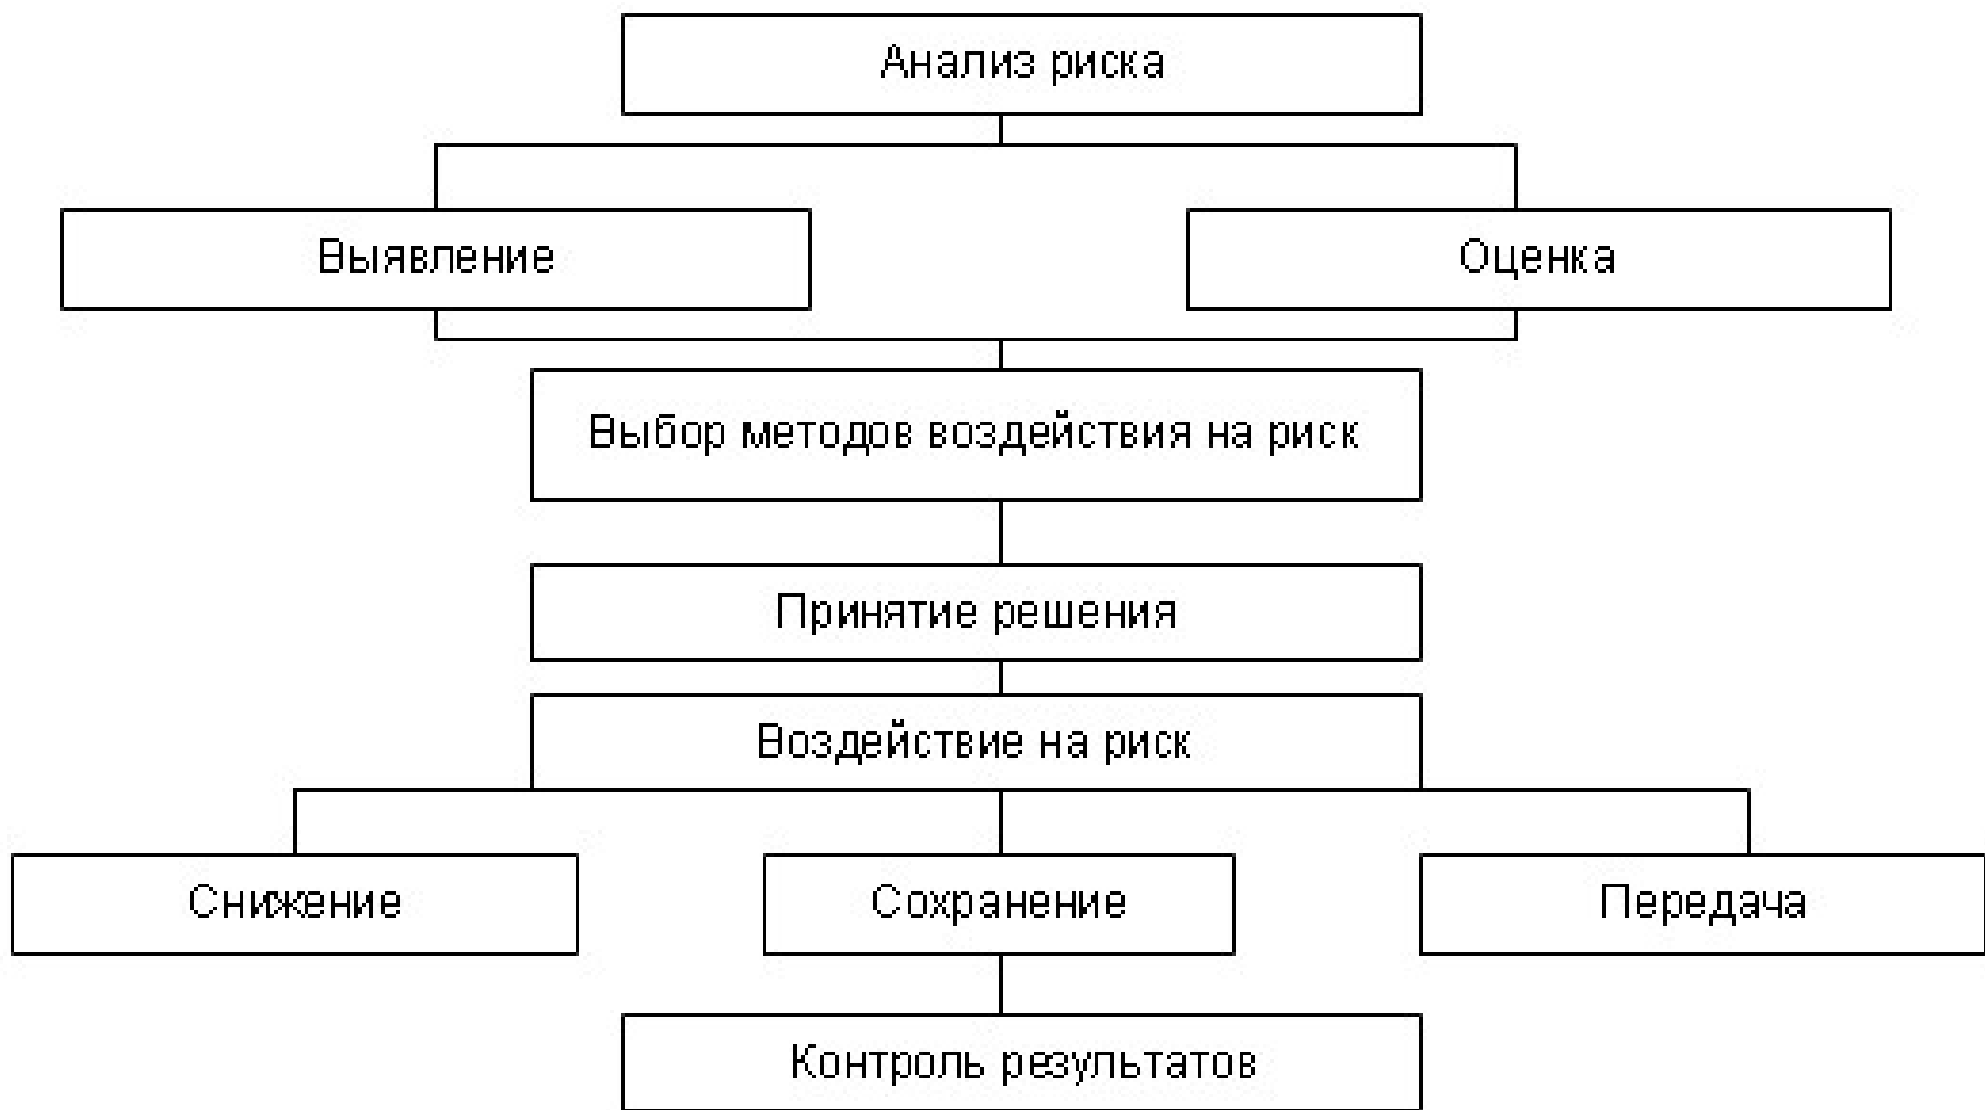 Анализ риска
Выявление
Оценка
Выбор методов воздействия на риск
Принятие решения
Воздействие на риск
Снижение
Сохранение
Передача
Контроль результатов